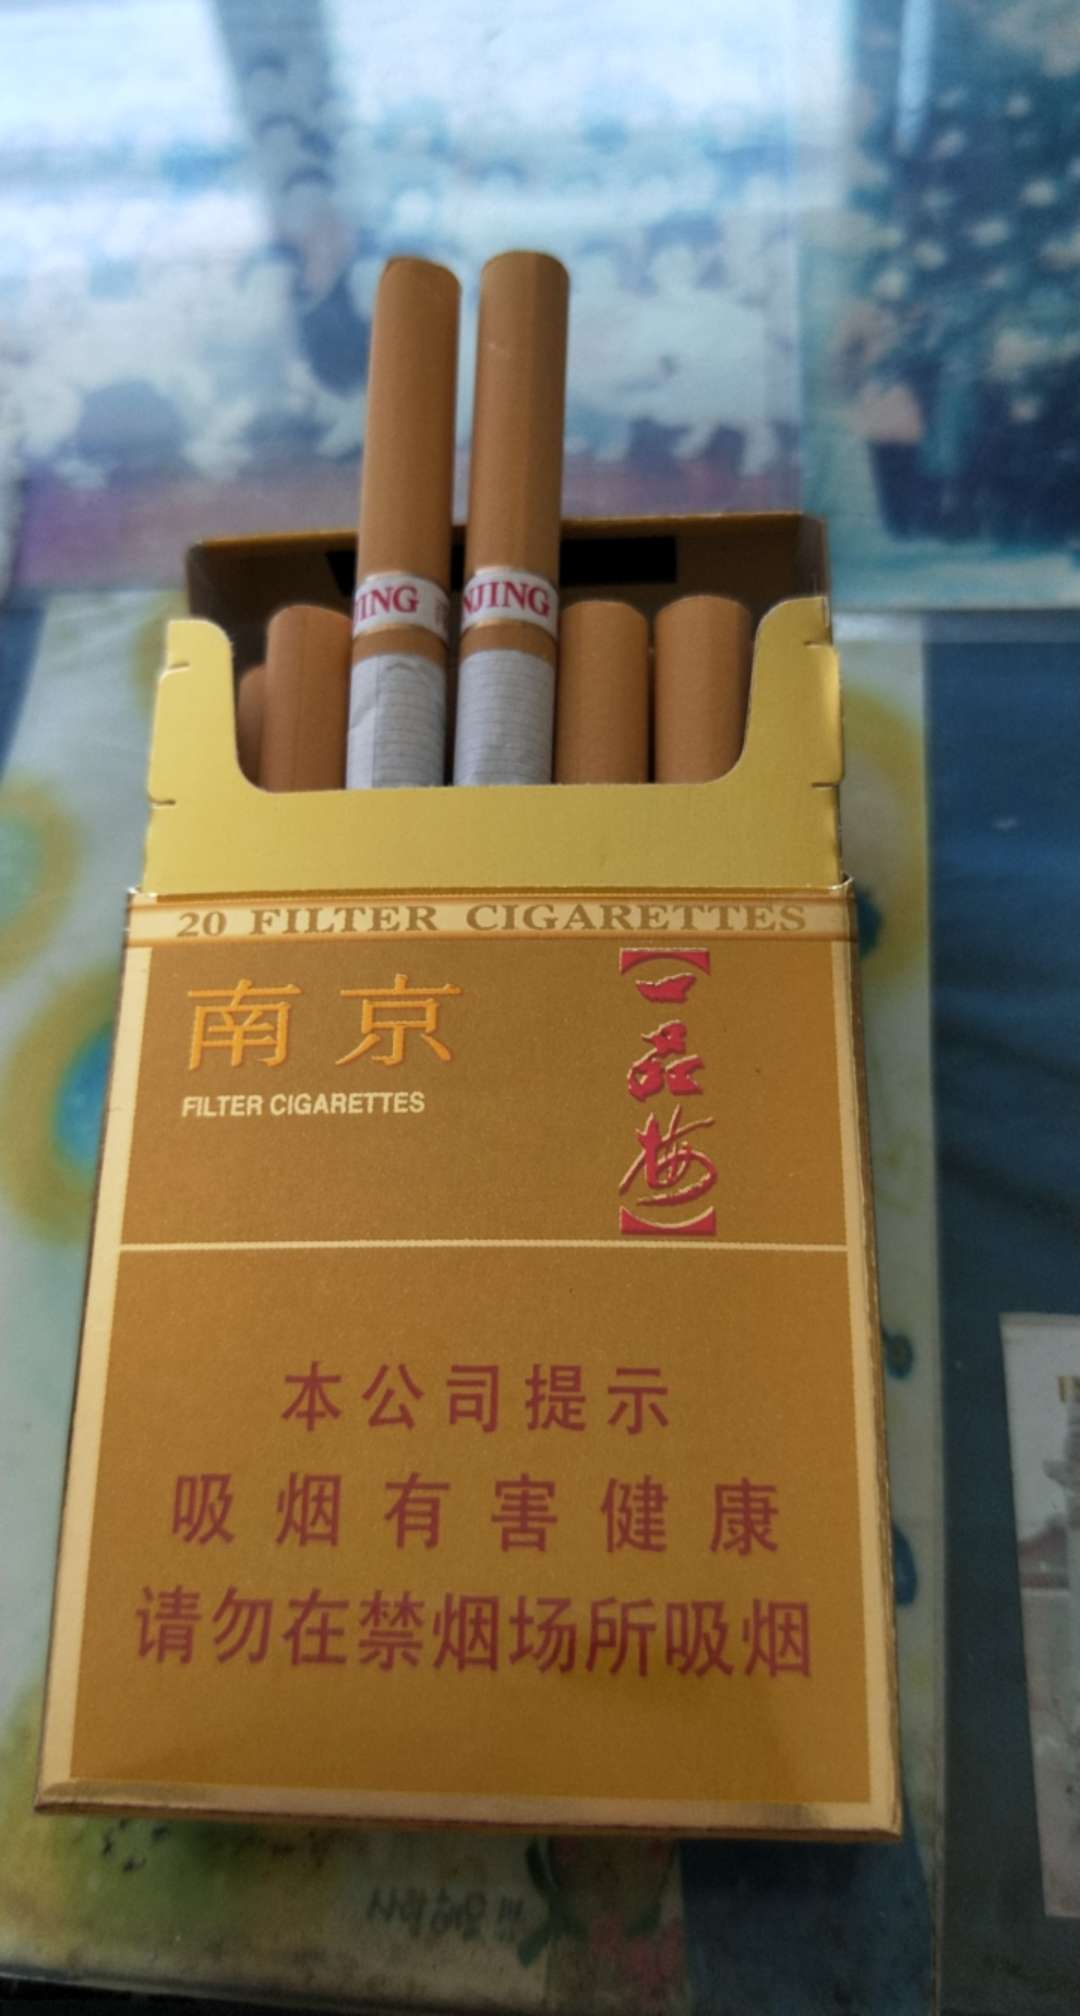 JING
NJING
20 FILTER CIGARETTES
南京
FILTER CIGARETTES
【一品梅】
本公司提示
吸烟有害健康
请勿在禁烟场所吸烟